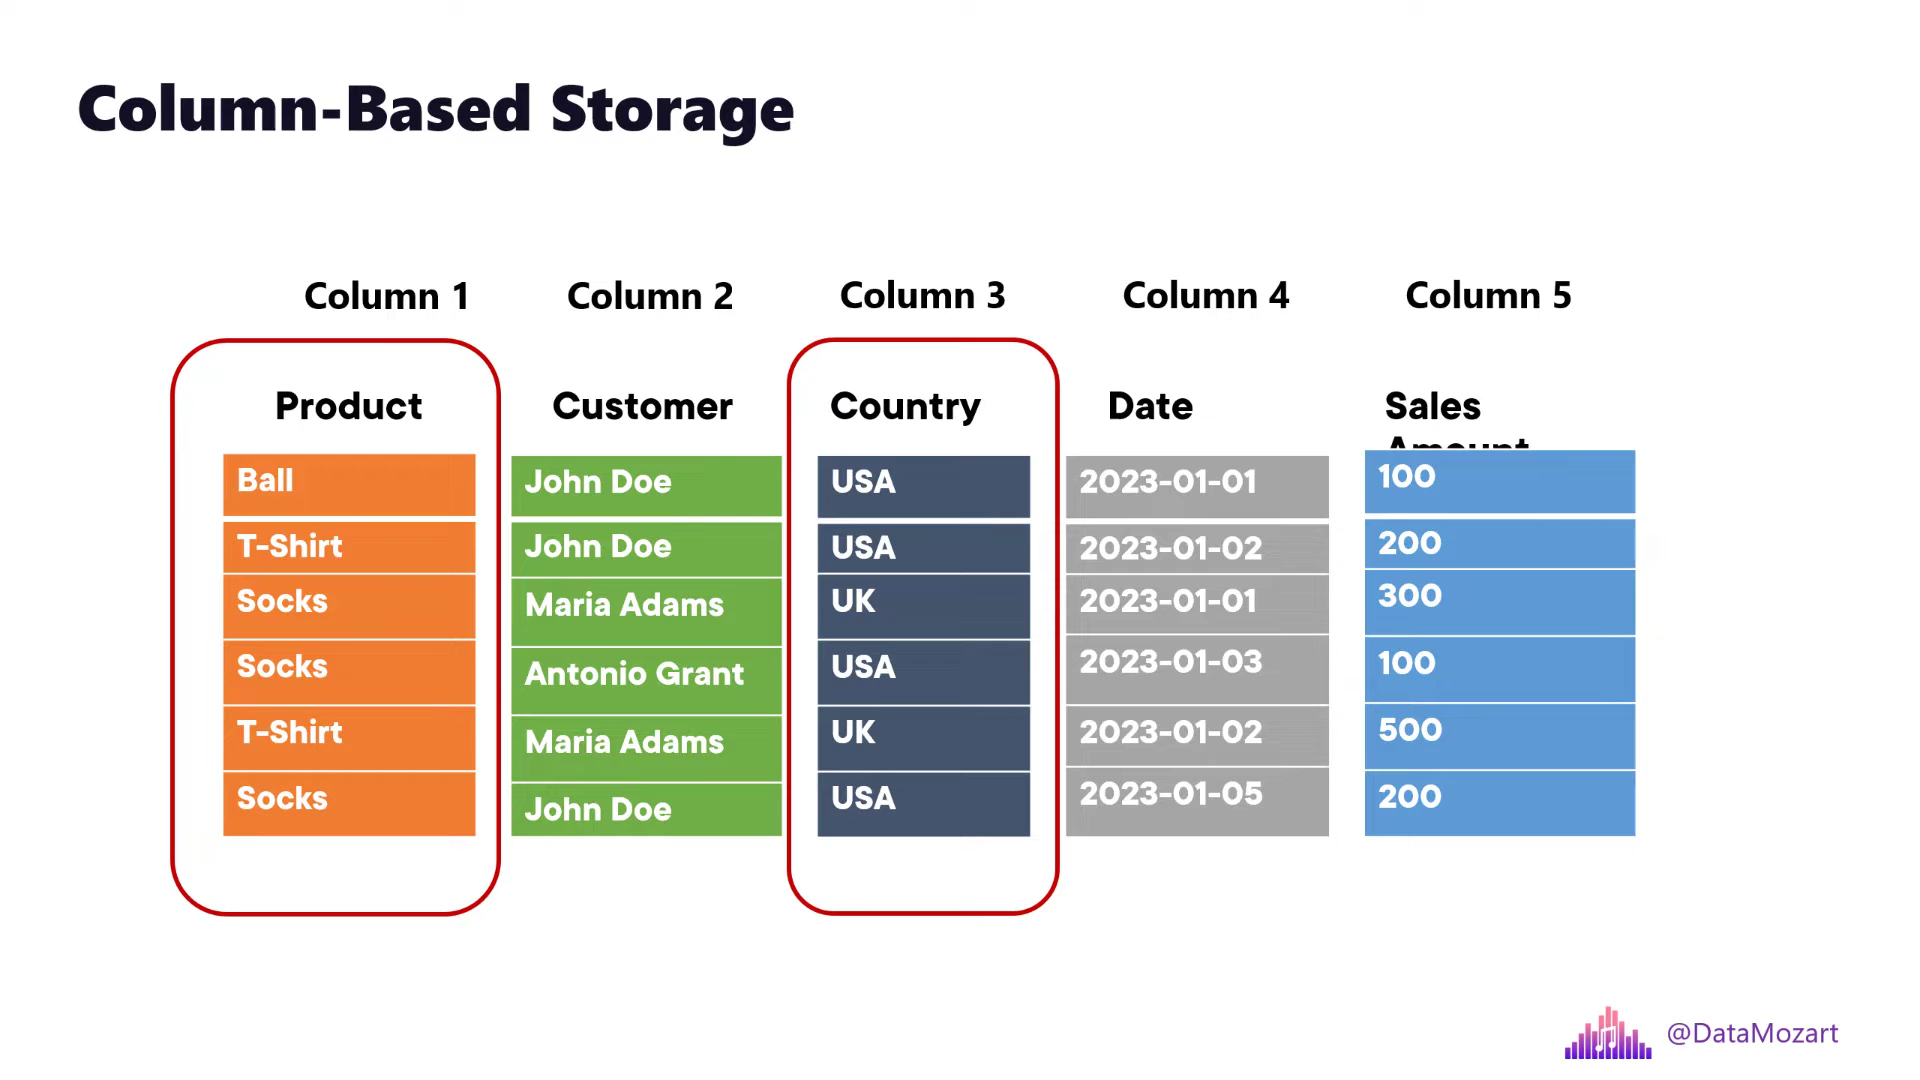 Column-Based Storage
Column 1 Column 2 Column 3 Column 4 Column 5
Product Customer Country Date Sales
Amount
Ball John Doe USA 2023-01-01 100
T-Shirt John Doe USA 2023-01-02 200
Socks Maria Adams UK 2023-01-01 300
Socks Antonio Grant USA 2023-01-03 100
T-Shirt Maria Adams UK 2023-01-02 500
Socks John Doe USA 2023-01-05 200
@DataMozart